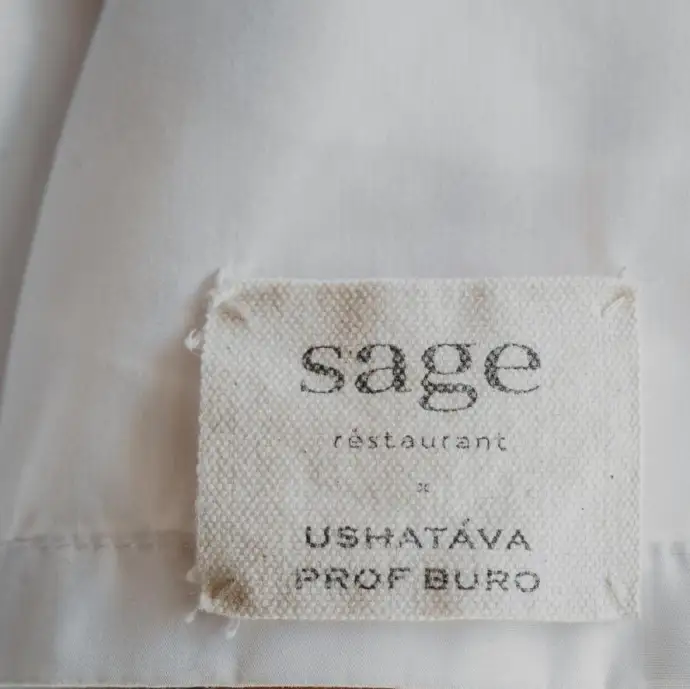 sage
réstaurant
×
USHATÁVA
PROF BURO